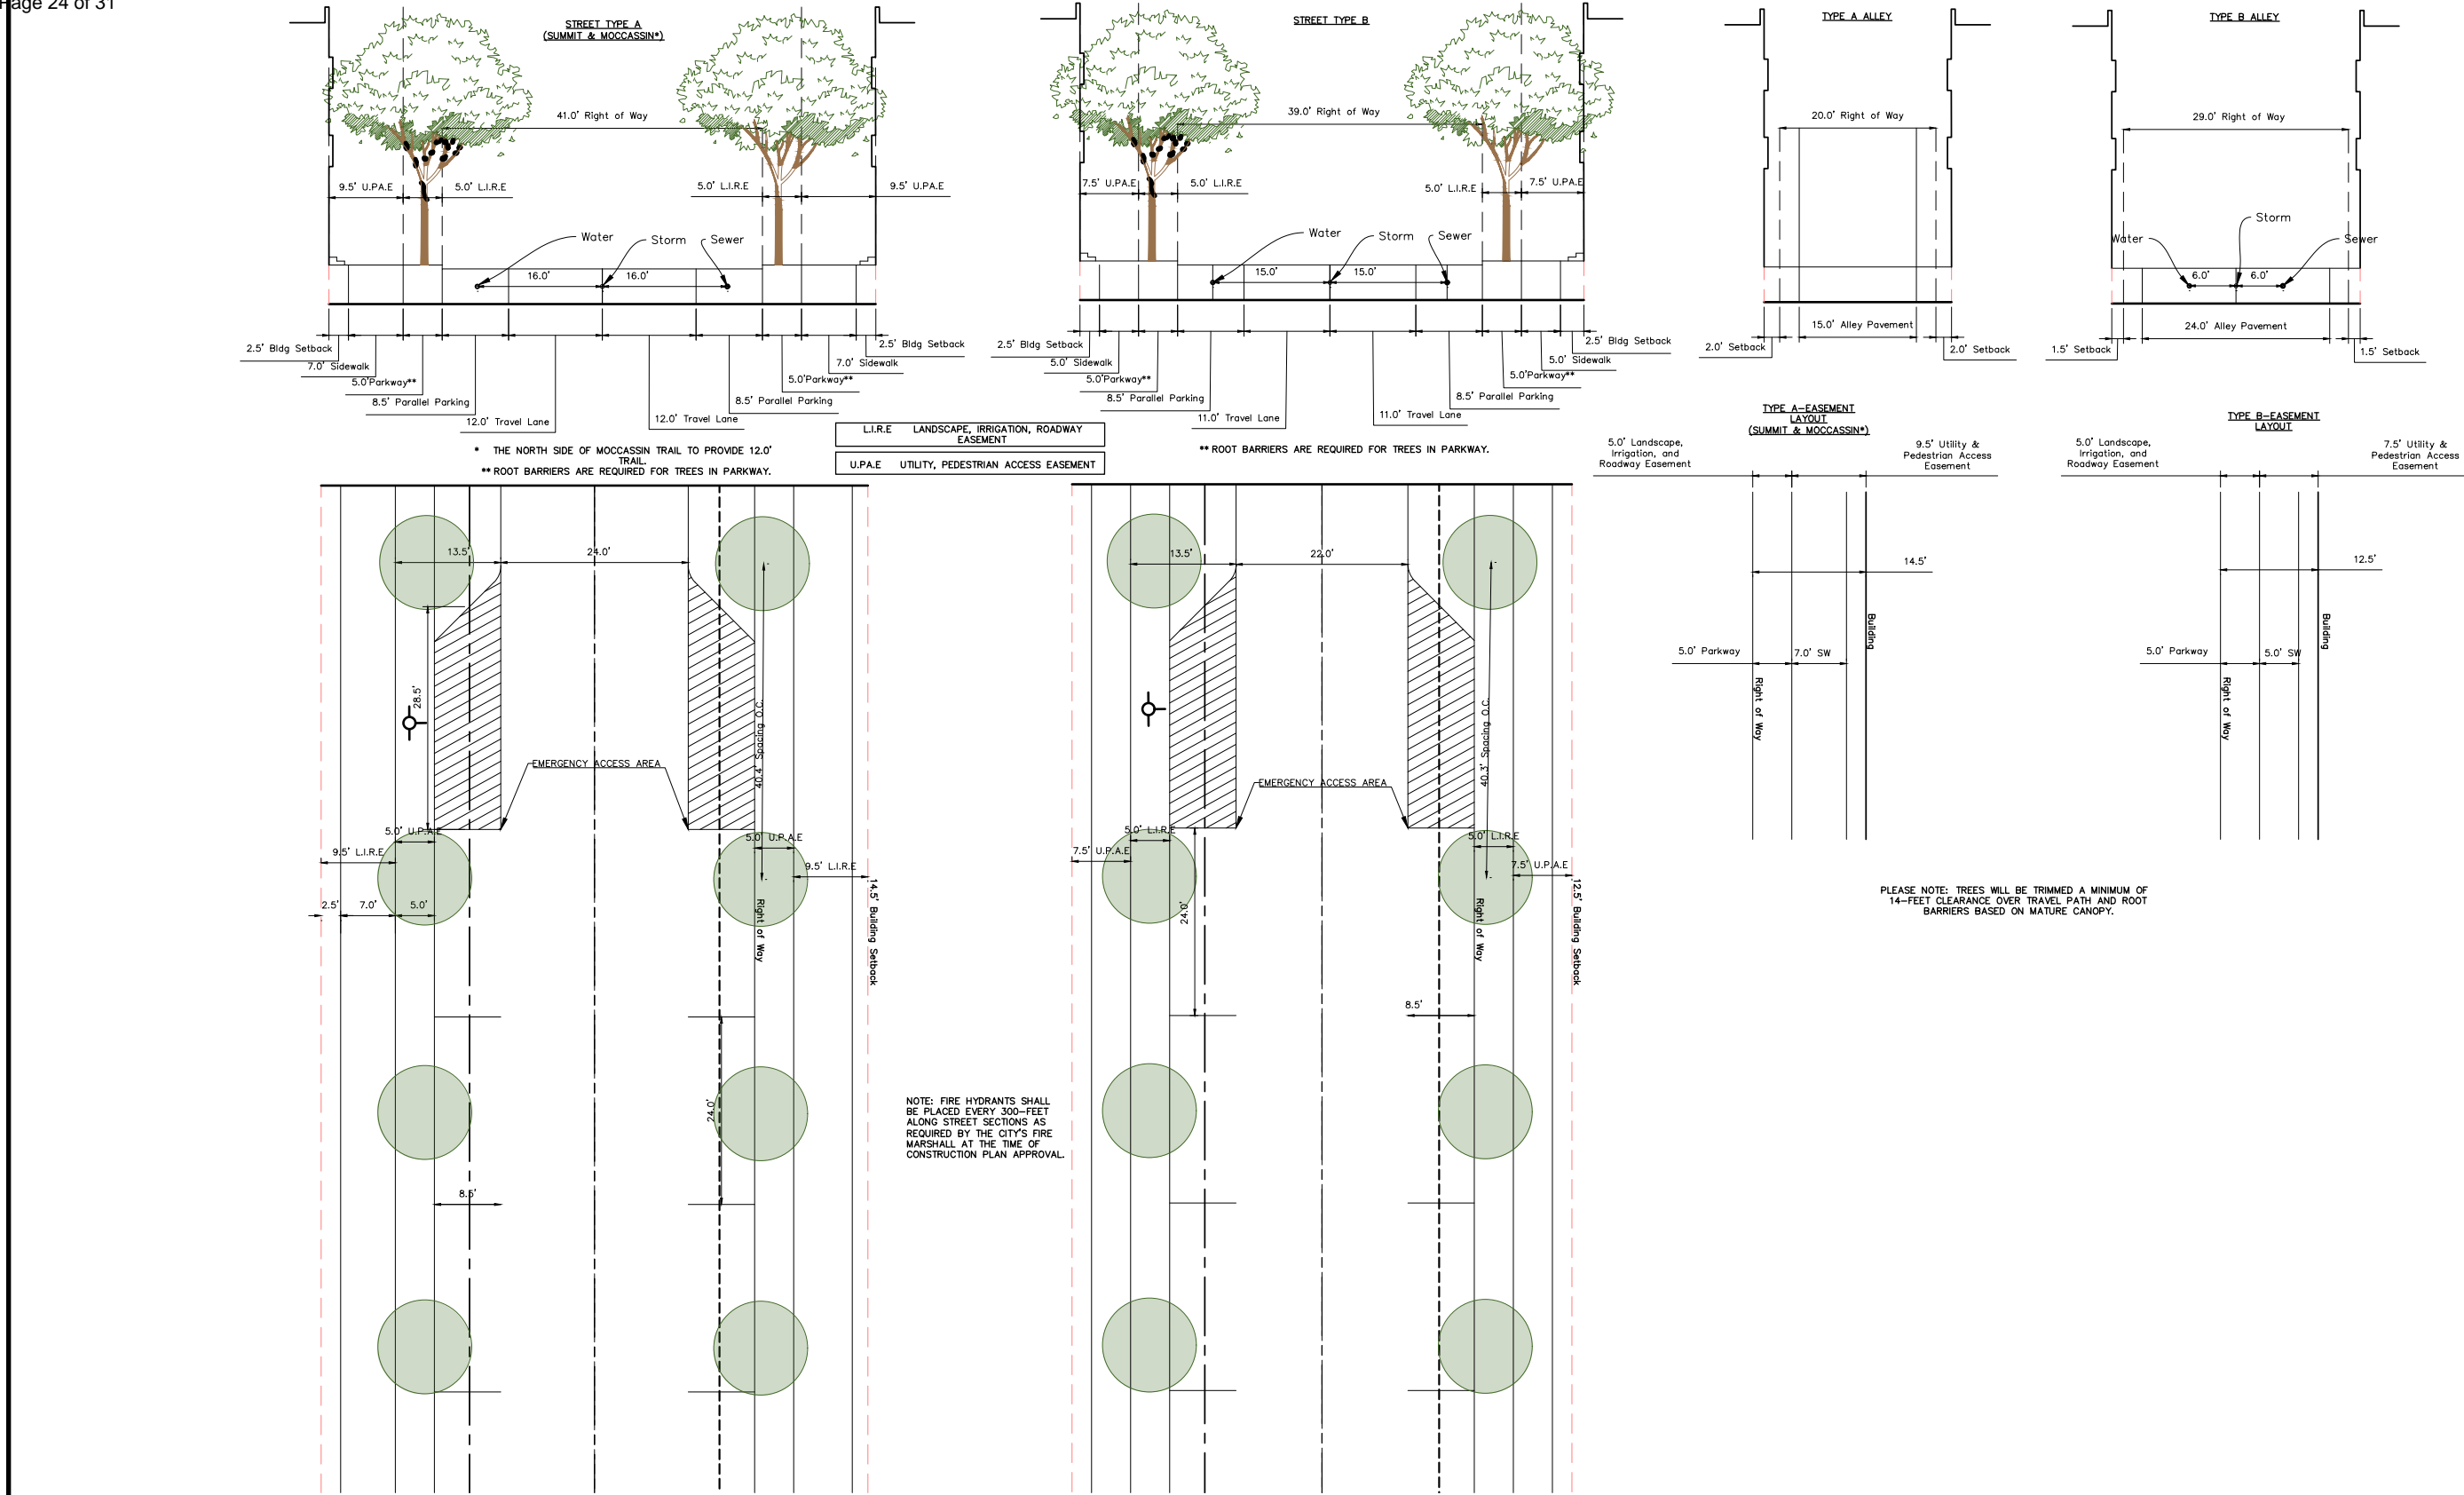 Page 24 of 31
STREET TYPE A
(SUMMIT & MOCCASSIN*)
41.0' Right of Way
9.5' U.PA.E
5.0' L.I.R.E
5.0' L.I.R.E
9.5' U.PA.E
Water
Storm
Sewer
16.0'
16.0'
2.5' Bldg Setback
7.0' Sidewalk
5.0'Parkway**
8.5' Parallel Parking
12.0' Travel Lane
12.0' Travel Lane
8.5' Parallel Parking
5.0'Parkway**
7.0' Sidewalk
2.5' Bldg Setback
* THE NORTH SIDE OF MOCCASSIN TRAIL TO PROVIDE 12.0'
TRAIL.
** ROOT BARRIERS ARE REQUIRED FOR TREES IN PARKWAY.
L.I.R.E LANDSCAPE, IRRIGATION, ROADWAY
EASEMENT
U.PA.E UTILITY, PEDESTRIAN ACCESS EASEMENT
STREET TYPE B
39.0' Right of Way
7.5' U.PA.E
5.0' L.I.R.E
5.0' L.I.R.E
7.5' U.PA.E
Water
Storm
Sewer
15.0'
15.0'
2.5' Bldg Setback
5.0' Sidewalk
5.0'Parkway**
8.5' Parallel Parking
11.0' Travel Lane
11.0' Travel Lane
8.5' Parallel Parking
5.0'Parkway**
5.0' Sidewalk
2.5' Bldg Setback
** ROOT BARRIERS ARE REQUIRED FOR TREES IN PARKWAY.
TYPE A ALLEY
20.0' Right of Way
15.0' Alley Pavement
2.0' Setback
2.0' Setback
TYPE B ALLEY
29.0' Right of Way
Storm
Water
Sewer
6.0'
6.0'
24.0' Alley Pavement
1.5' Setback
1.5' Setback
TYPE A-EASEMENT
LAYOUT
(SUMMIT & MOCCASSIN*)
5.0' Landscape,
Irrigation, and
Roadway Easement
9.5' Utility &
Pedestrian Access
Easement
14.5'
Building
5.0' Parkway
7.0' SW
Right of Way
TYPE B-EASEMENT
LAYOUT
5.0' Landscape,
Irrigation, and
Roadway Easement
7.5' Utility &
Pedestrian Access
Easement
12.5'
Building
5.0' Parkway
5.0' SW
Right of Way
PLEASE NOTE: TREES WILL BE TRIMMED A MINIMUM OF
14-FEET CLEARANCE OVER TRAVEL PATH AND ROOT
BARRIERS BASED ON MATURE CANOPY.
13.5'
24.0'
28.5'
40.4' Spacing O.C.
EMERGENCY ACCESS AREA
5.0' U.P.A.E
9.5' L.I.R.E
5.0' U.P.A.E
9.5' L.I.R.E
2.5'
7.0'
5.0'
Right of Way
14.5' Building Setback
24.0'
8.5'
NOTE: FIRE HYDRANTS SHALL
BE PLACED EVERY 300-FEET
ALONG STREET SECTIONS AS
REQUIRED BY THE CITY'S FIRE
MARSHALL AT THE TIME OF
CONSTRUCTION PLAN APPROVAL.
13.5'
22.0'
40.3' Spacing O.C.
EMERGENCY ACCESS AREA
5.0' L.I.R.E
7.5' U.P.A.E
5.0' L.I.R.E
7.5' U.P.A.E
24.0'
Right of Way
12.5' Building Setback
8.5'